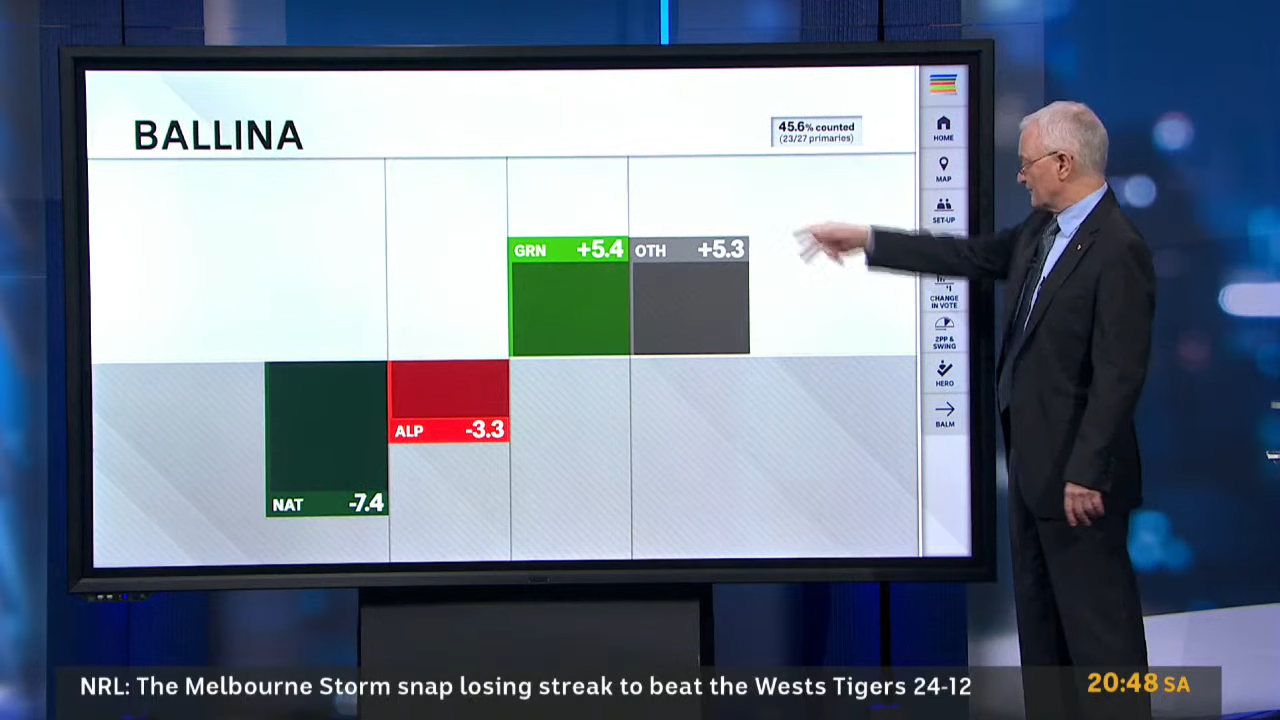 BALLINA
45.6% counted
(23/27 primaries)
HOME
MAP
SET-UP
GRN +5.4
OTH +5.3
CHANGE
IN VOTE
2PP &
SWING
HERO
BALM
ALP -3.3
NAT -7.4
NRL: The Melbourne Storm snap losing streak to beat the Wests Tigers 24-12
20:48 SA